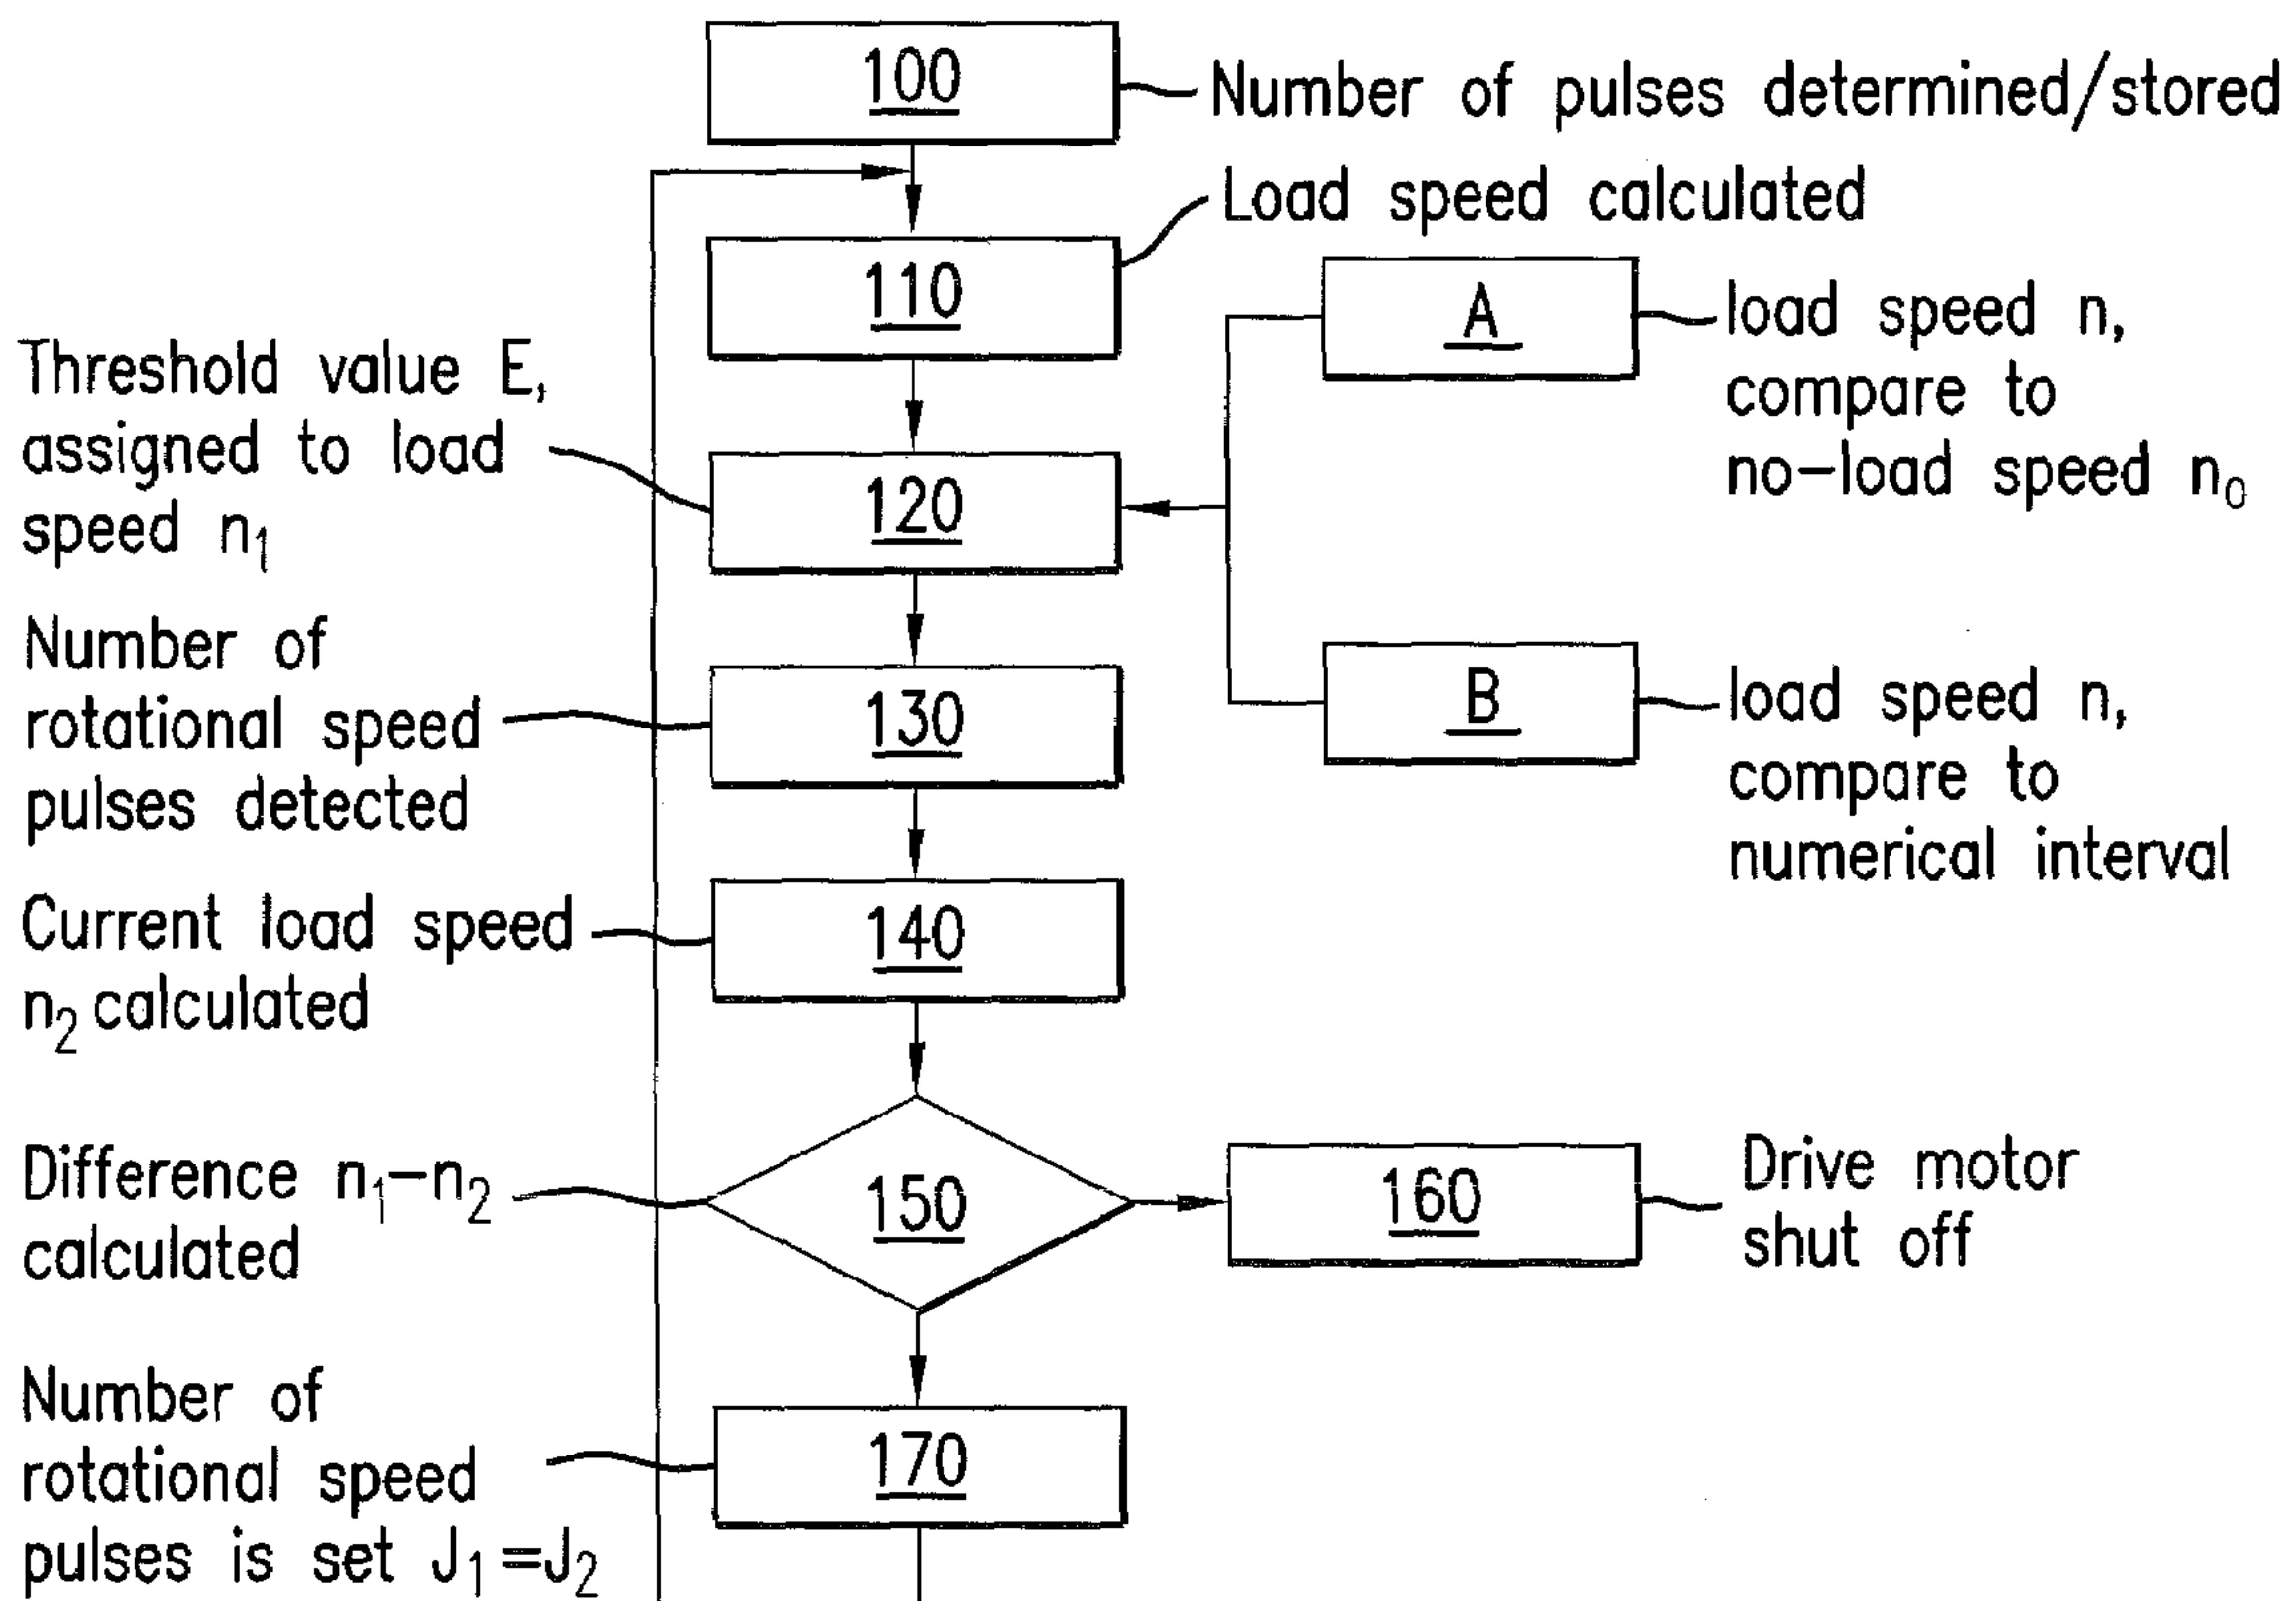 100
Number of pulses determined/stored
Load speed calculated
110
A
load speed n,
compare to
no-load speed n₀
Threshold value E,
assigned to load
speed n₁
120
Number of
rotational speed
pulses detected
130
B
load speed n,
compare to
numerical interval
Current load speed
n₂ calculated
140
Difference n₁-n₂
calculated
150
160
Drive motor
shut off
Number of
rotational speed
pulses is set J₁=J₂
170